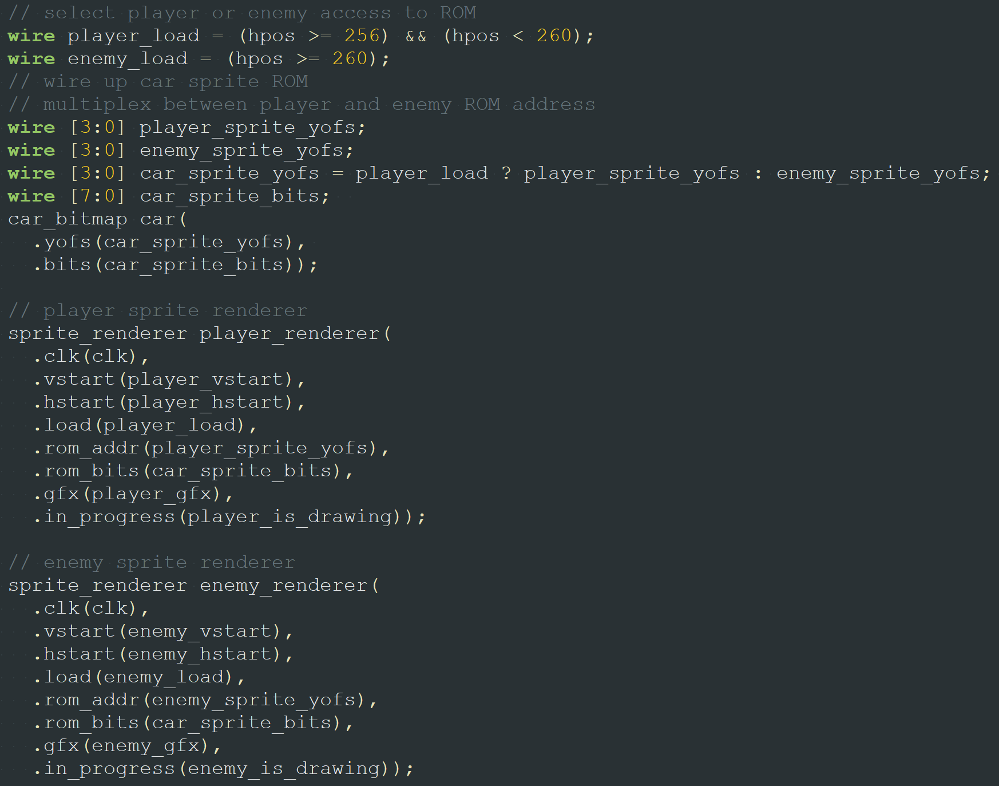 // select player or enemy access to ROM
wire player_load = (hpos >= 256) && (hpos < 260);
wire enemy_load = (hpos >= 260);
// wire up car sprite ROM
// multiplex between player and enemy ROM address
wire [3:0] player_sprite_yofs;
wire [3:0] enemy_sprite_yofs;
wire [3:0] car_sprite_yofs = player_load ? player_sprite_yofs : enemy_sprite_yofs;
wire [7:0] car_sprite_bits;
car_bitmap car(
  .yofs(car_sprite_yofs),
  .bits(car_sprite_bits));

// player sprite renderer
sprite_renderer player_renderer(
  .clk(clk),
  .vstart(player_vstart),
  .hstart(player_hstart),
  .load(player_load),
  .rom_addr(player_sprite_yofs),
  .rom_bits(car_sprite_bits),
  .gfx(player_gfx),
  .in_progress(player_is_drawing));

// enemy sprite renderer
sprite_renderer enemy_renderer(
  .clk(clk),
  .vstart(enemy_vstart),
  .hstart(enemy_hstart),
  .load(enemy_load),
  .rom_addr(enemy_sprite_yofs),
  .rom_bits(car_sprite_bits),
  .gfx(enemy_gfx),
  .in_progress(enemy_is_drawing));